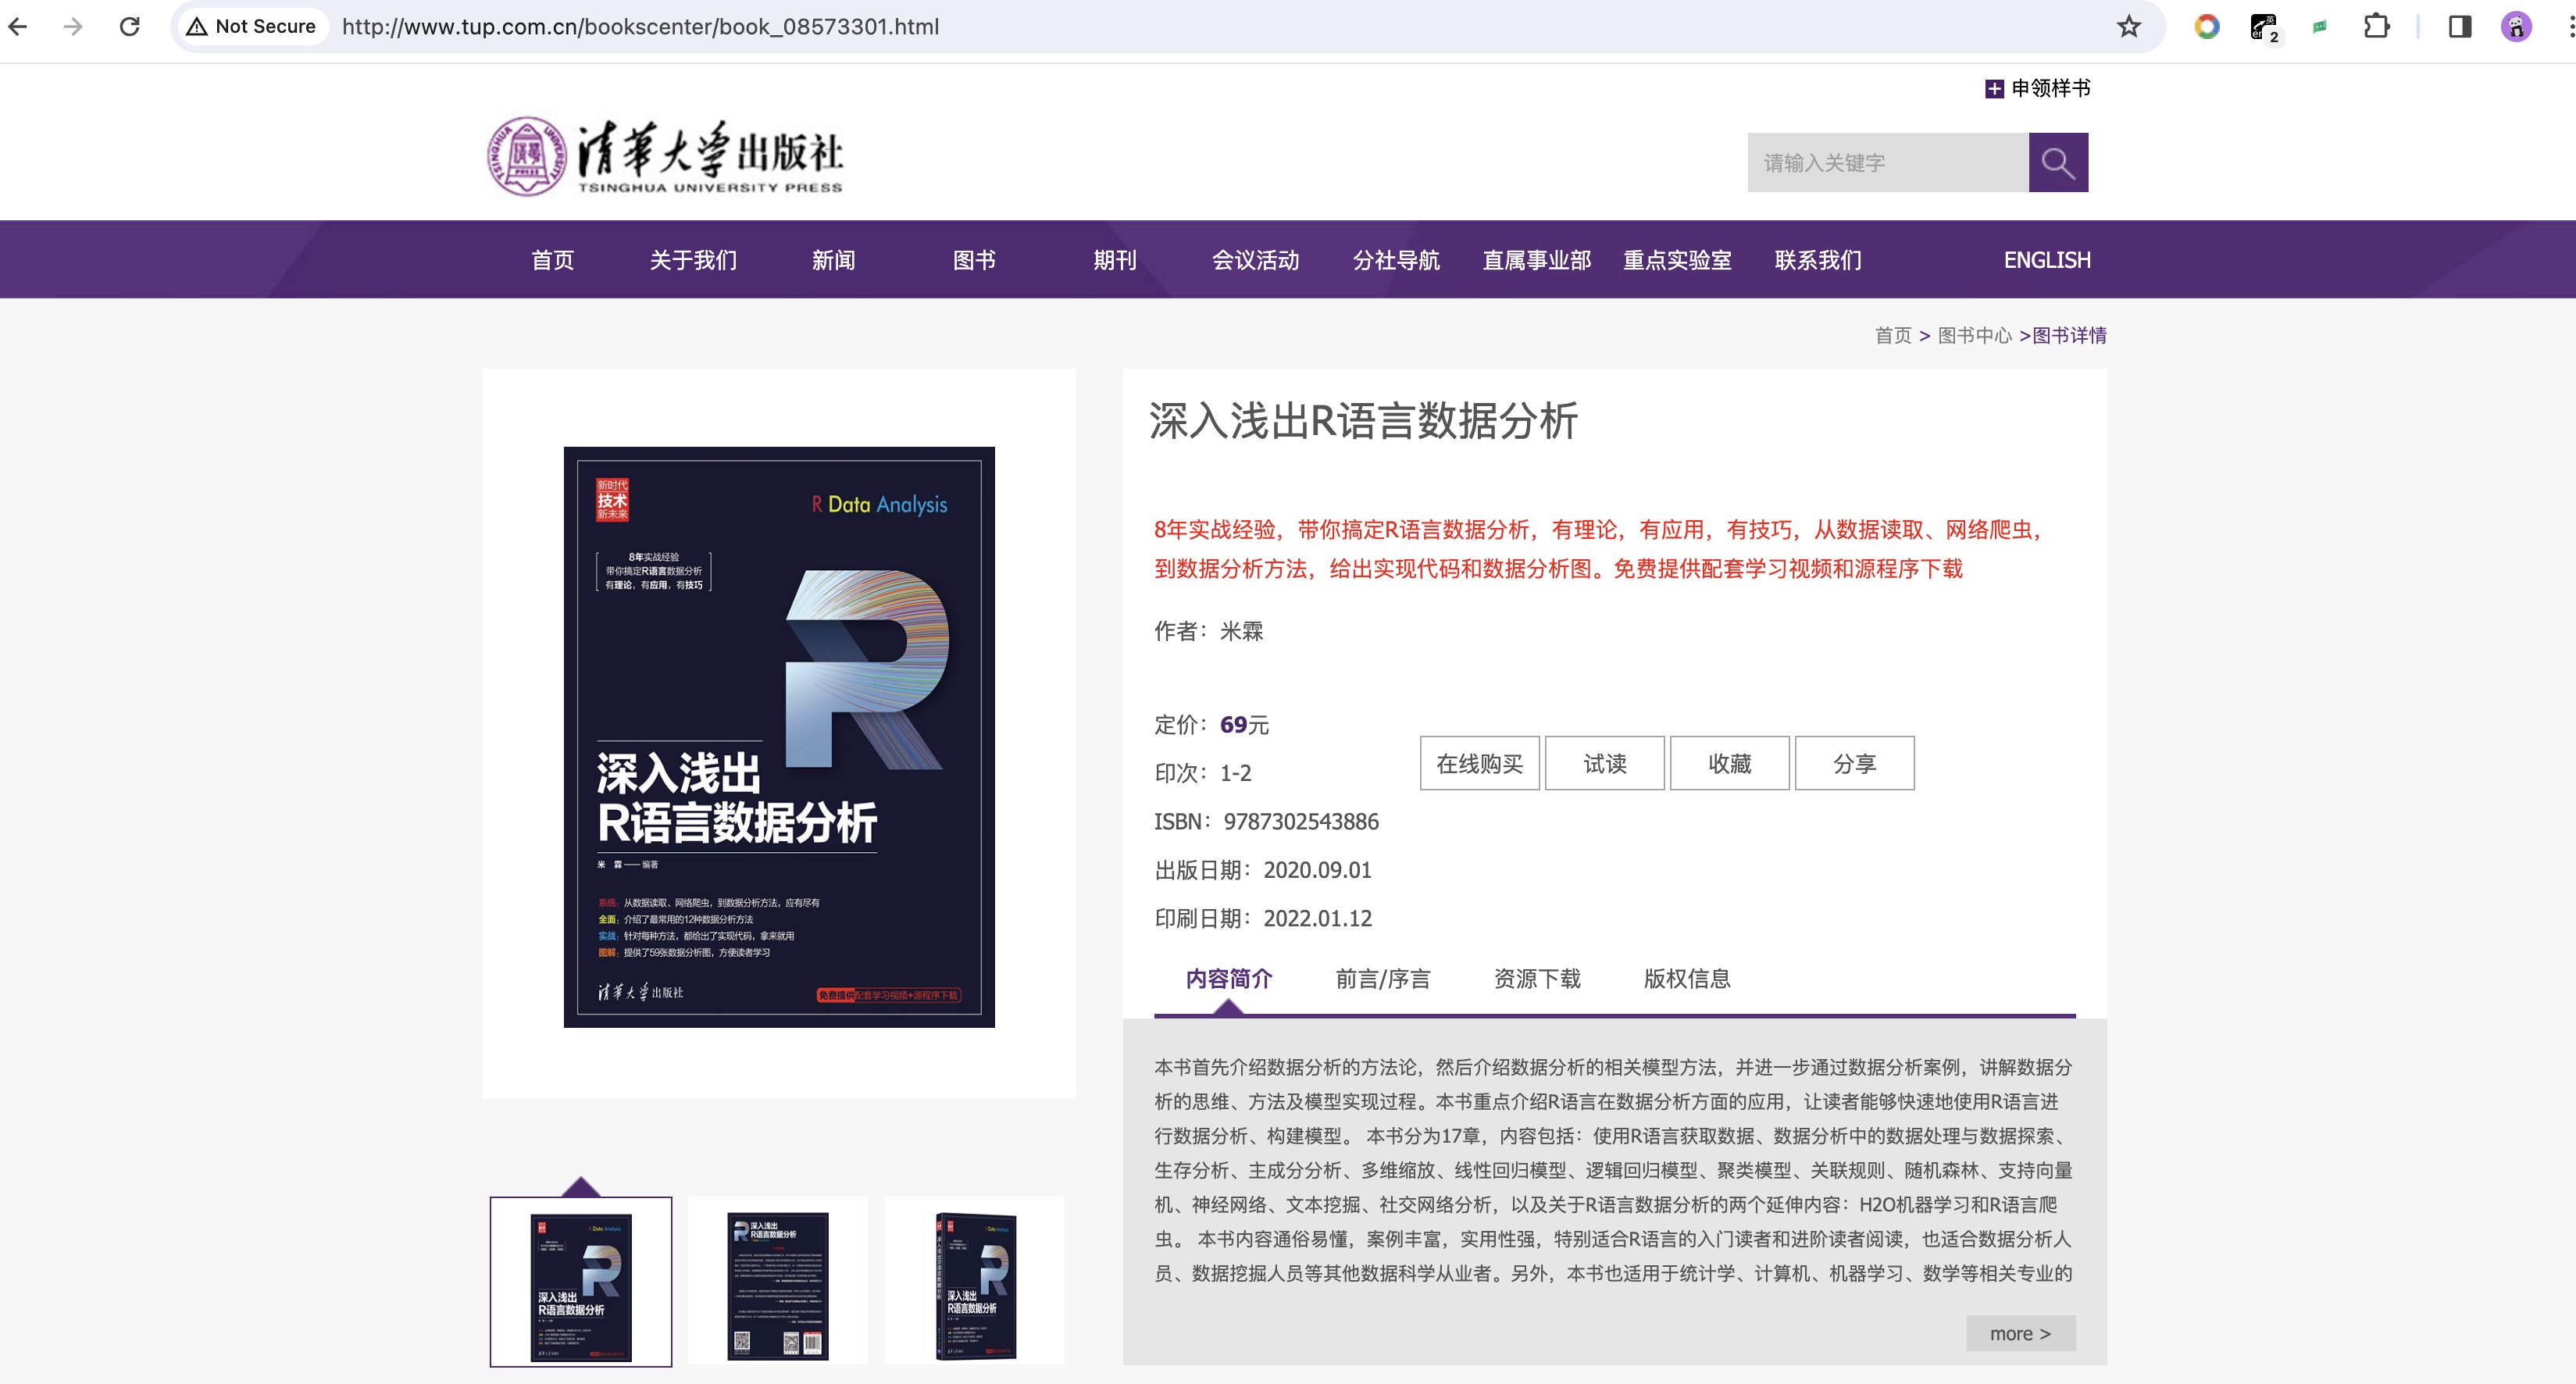 Not Secure
http://www.tup.com.cn/bookscenter/book_08573301.html
2
申领样书
清华大学出版社
TSINGHUA UNIVERSITY PRESS
请输入关键字
首页 关于我们 新闻 图书 期刊 会议活动 分社导航 直属事业部 重点实验室 联系我们 ENGLISH
首页 > 图书中心 >图书详情
新时代
技术
新未来
R Data Analysis
8年实战经验
带你搞定R语言数据分析
有理论，有应用，有技巧
深入浅出
R语言数据分析
米 霖 —— 编著
系统：从数据读取、网络爬虫，到数据分析方法，应有尽有
全面：介绍了最常用的12种数据分析方法
实战：针对每种方法，都给出了实现代码，拿来就用
图解：提供了59张数据分析图，方便读者学习
清华大学出版社
免费提供配套学习视频+源程序下载
深入浅出R语言数据分析
8年实战经验，带你搞定R语言数据分析，有理论，有应用，有技巧，从数据读取、网络爬虫，
到数据分析方法，给出实现代码和数据分析图。免费提供配套学习视频和源程序下载
作者：米霖
定价：69元
印次：1-2
在线购买 试读 收藏 分享
ISBN：9787302543886
出版日期：2020.09.01
印刷日期：2022.01.12
内容简介 前言/序言 资源下载 版权信息
本书首先介绍数据分析的方法论，然后介绍数据分析的相关模型方法，并进一步通过数据分析案例，讲解数据分
析的思维、方法及模型实现过程。本书重点介绍R语言在数据分析方面的应用，让读者能够快速地使用R语言进
行数据分析、构建模型。 本书分为17章，内容包括：使用R语言获取数据、数据分析中的数据处理与数据探索、
生存分析、主成分分析、多维缩放、线性回归模型、逻辑回归模型、聚类模型、关联规则、随机森林、支持向量
机、神经网络、文本挖掘、社交网络分析，以及关于R语言数据分析的两个延伸内容：H2O机器学习和R语言爬
虫。 本书内容通俗易懂，案例丰富，实用性强，特别适合R语言的入门读者和进阶读者阅读，也适合数据分析人
员、数据挖掘人员等其他数据科学从业者。另外，本书也适用于统计学、计算机、机器学习、数学等相关专业的
more >
深入浅出
R语言数据分析
深入浅出
R语言数据分析
深入浅出
R语言数据分析